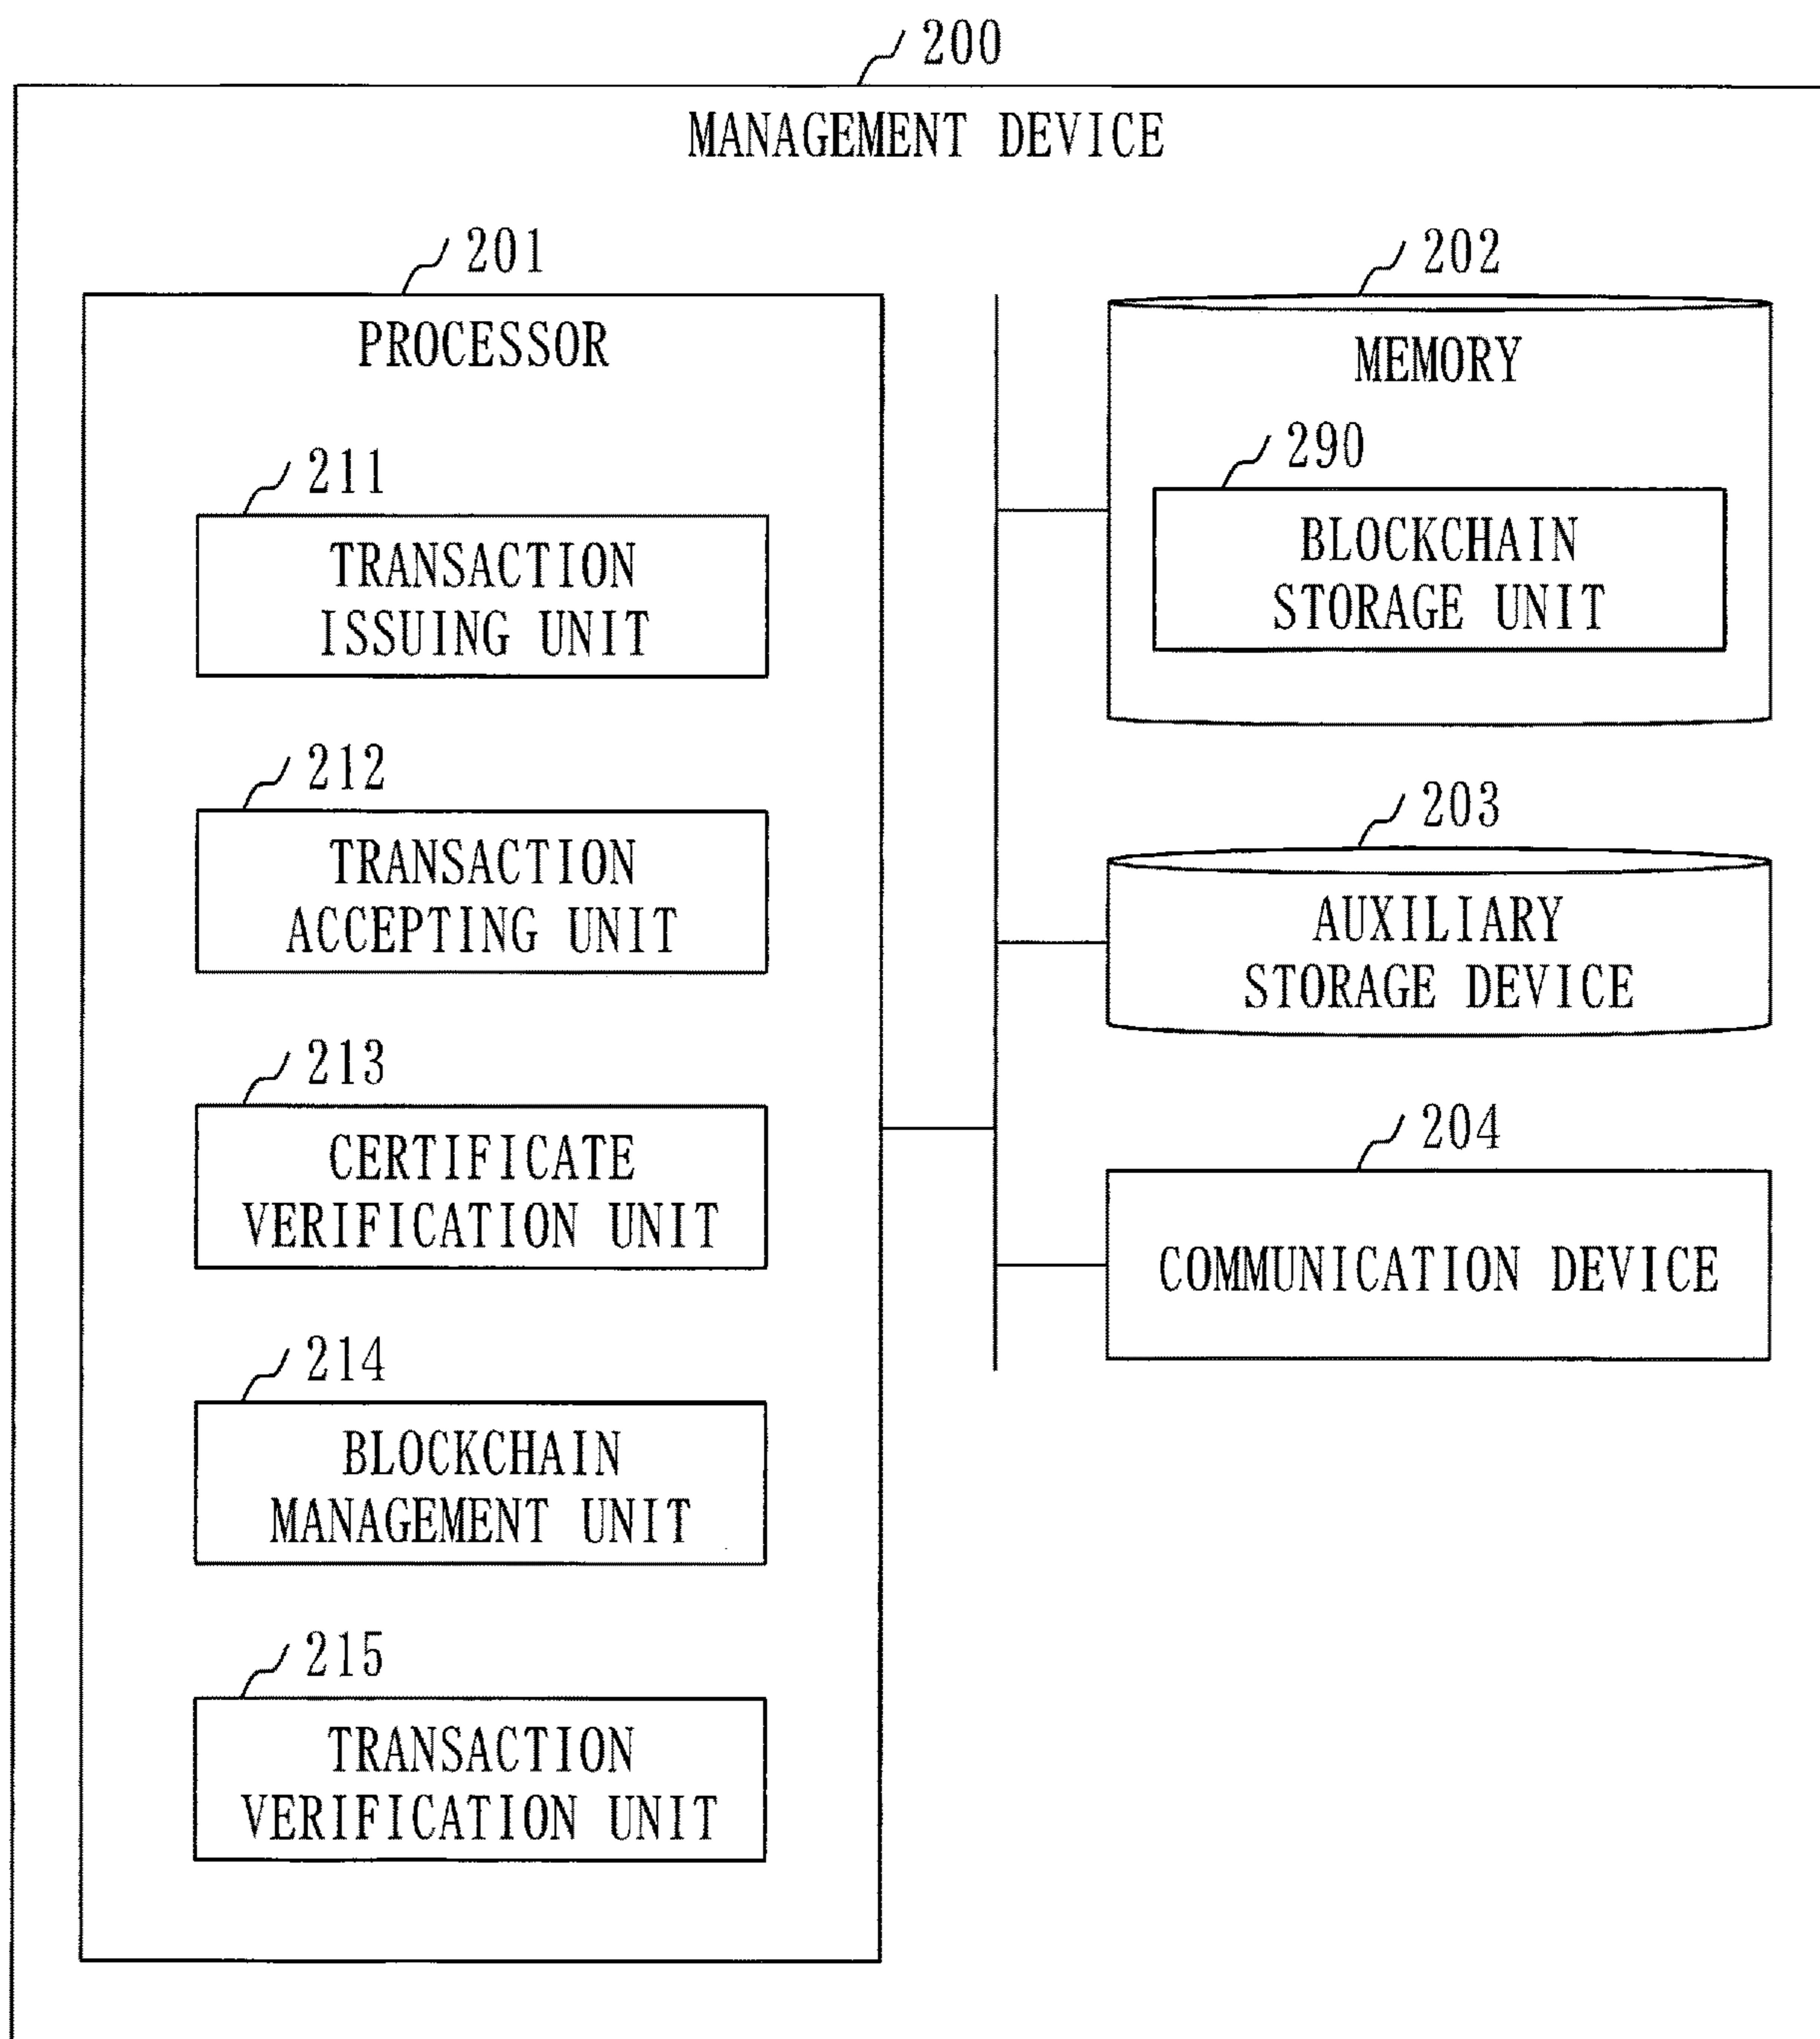 200
MANAGEMENT DEVICE
201
PROCESSOR
211
TRANSACTION
ISSUING UNIT
212
TRANSACTION
ACCEPTING UNIT
213
CERTIFICATE
VERIFICATION UNIT
214
BLOCKCHAIN
MANAGEMENT UNIT
215
TRANSACTION
VERIFICATION UNIT
202
MEMORY
290
BLOCKCHAIN
STORAGE UNIT
203
AUXILIARY
STORAGE DEVICE
204
COMMUNICATION DEVICE